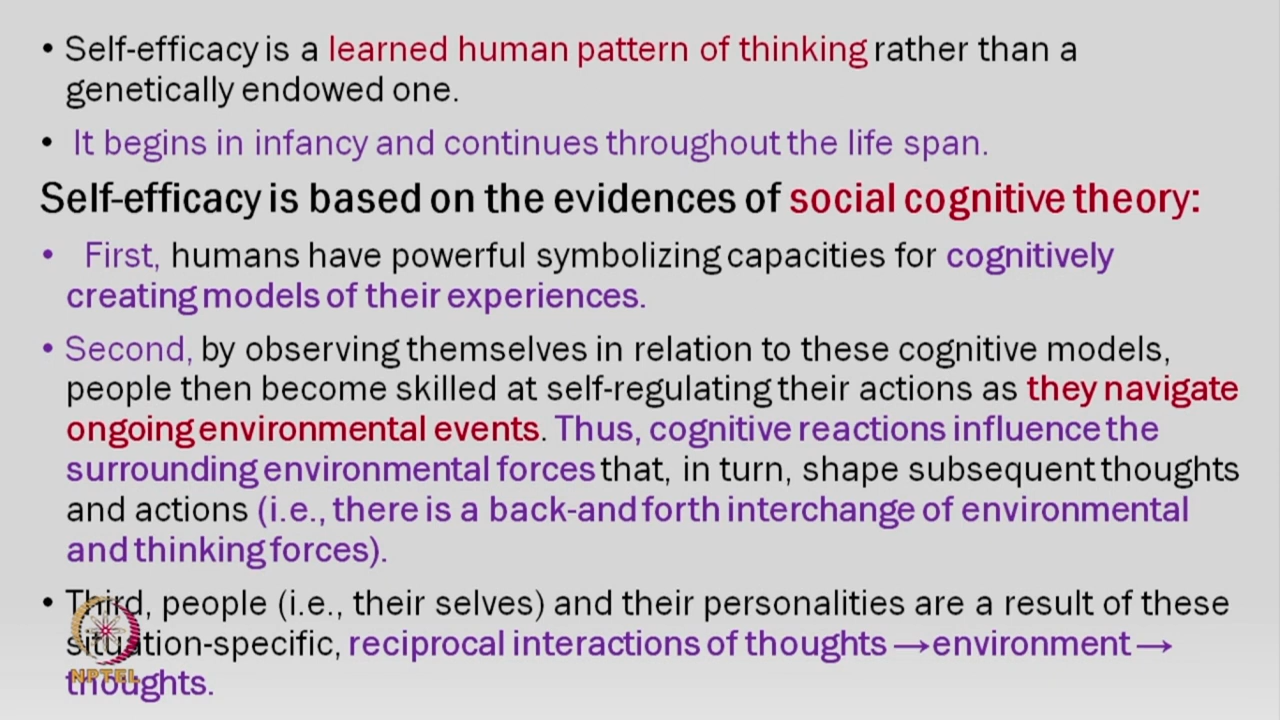 • Self-efficacy is a learned human pattern of thinking rather than a
genetically endowed one.
• It begins in infancy and continues throughout the life span.
Self-efficacy is based on the evidences of social cognitive theory:
• First, humans have powerful symbolizing capacities for cognitively
creating models of their experiences.
• Second, by observing themselves in relation to these cognitive models,
people then become skilled at self-regulating their actions as they navigate
ongoing environmental events. Thus, cognitive reactions influence the
surrounding environmental forces that, in turn, shape subsequent thoughts
and actions (i.e., there is a back-and forth interchange of environmental
and thinking forces).
• Third, people (i.e., their selves) and their personalities are a result of these
situation-specific, reciprocal interactions of thoughts →environment→
thoughts.
NPTEL